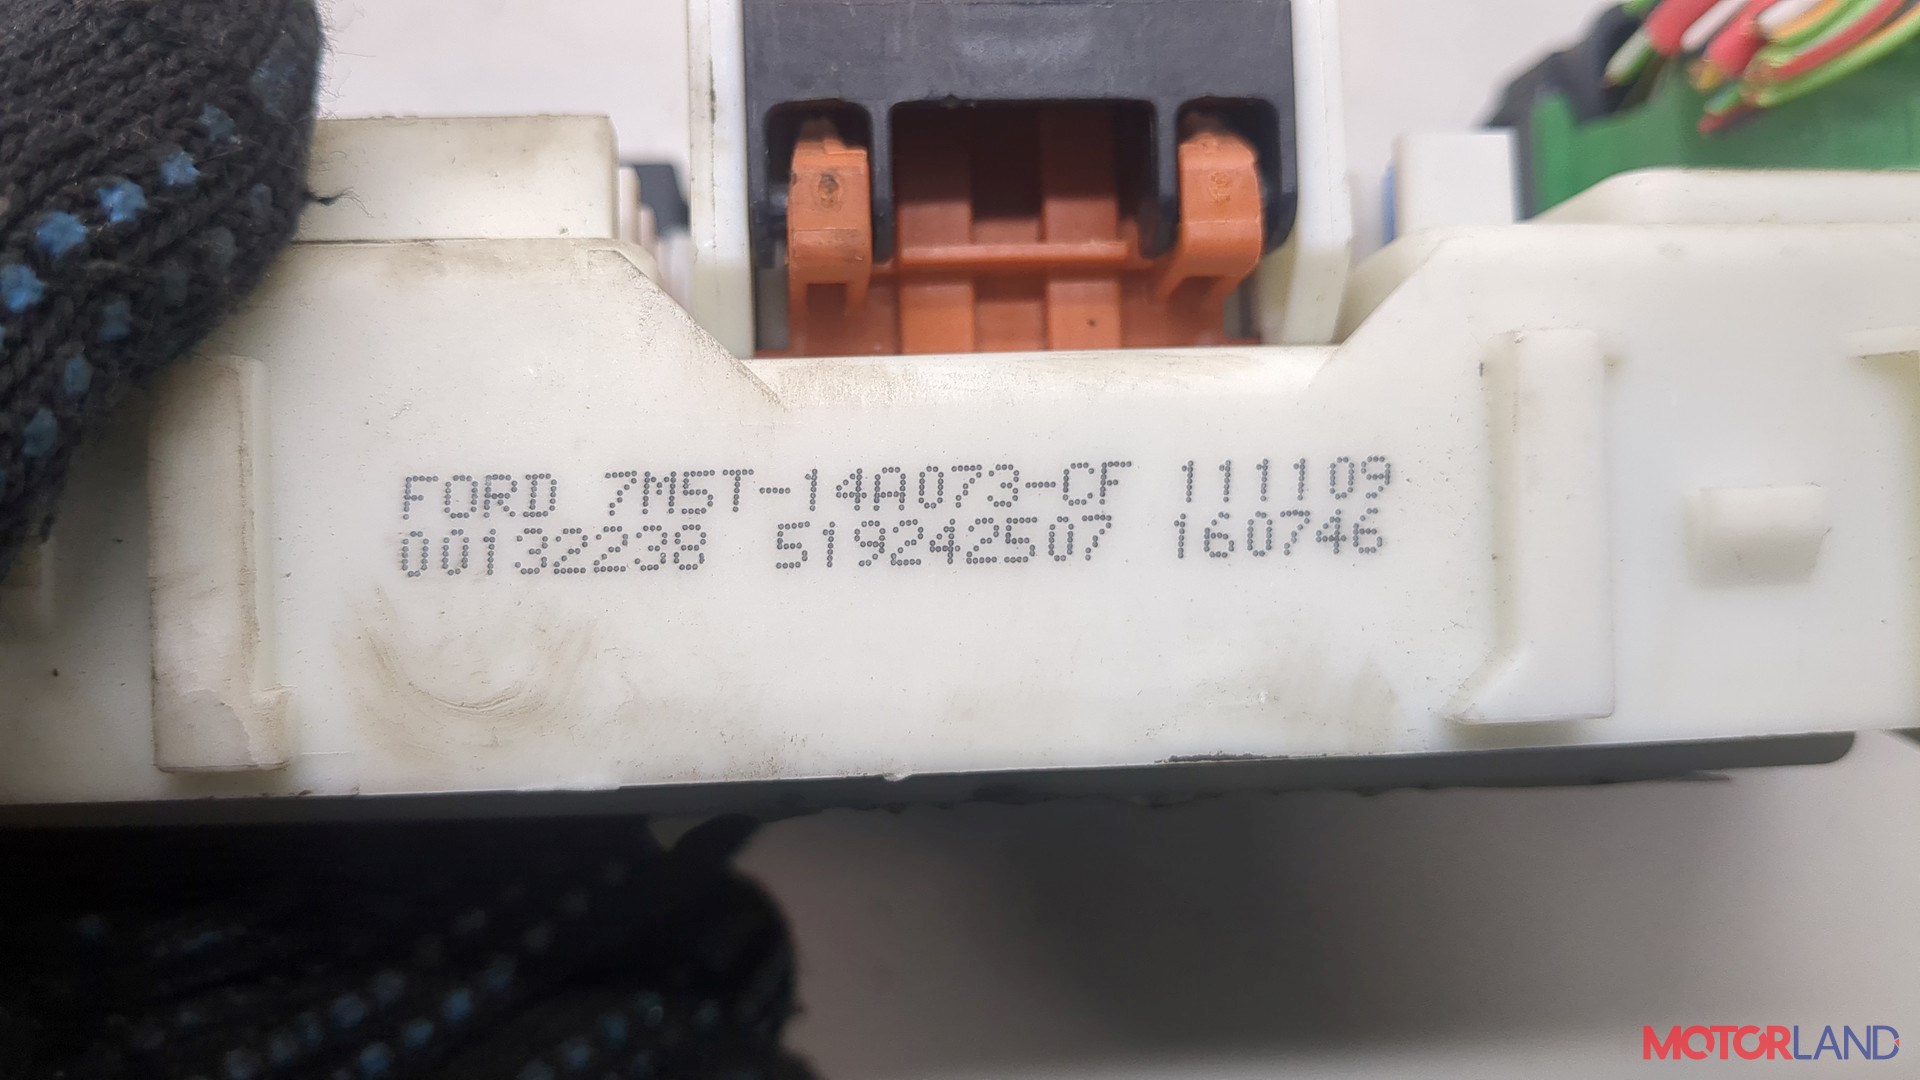 FORD 7M5T-14A073-CF 111109
00132238 519242507 160746
MOTORLAND